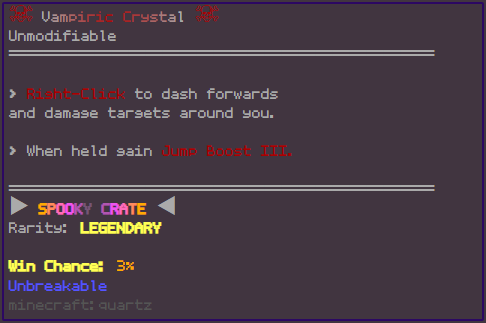 Vampiric Crystal
Unmodifiable
> Right-Click to dash forwards
and damage targets around you.
> When held gain Jump Boost III.
▶ SPOOKY CRATE ◀
Rarity: LEGENDARY
Win Chance: 3%
Unbreakable
minecraft:quartz